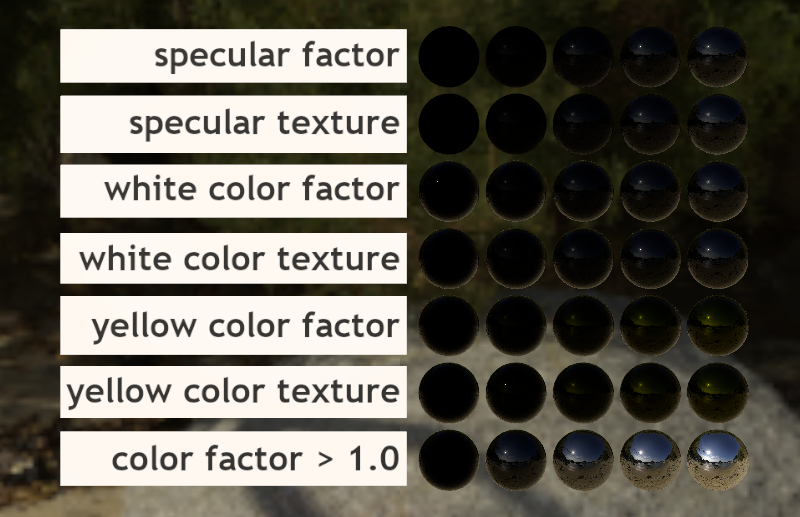 specular factor
specular texture
white color factor
white color texture
yellow color factor
yellow color texture
color factor > 1.0